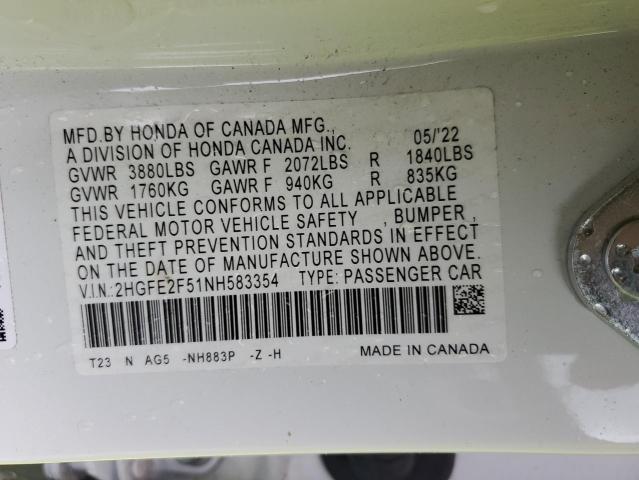 MFD.BY HONDA OF CANADA MFG., 05/'22
A DIVISION OF HONDA CANADA INC.
GVWR 3880LBS GAWR F 2072LBS R 1840LBS
GVWR 1760KG GAWR F 940KG R 835KG
THIS VEHICLE CONFORMS TO ALL APPLICABLE
FEDERAL MOTOR VEHICLE SAFETY , BUMPER ,
AND THEFT PREVENTION STANDARDS IN EFFECT
ON THE DATE OF MANUFACTURE SHOWN ABOVE.
V.I.N.:2HGFE2F51NH583354 TYPE: PASSENGER CAR
T23 N AG5 -NH883P -Z -H MADE IN CANADA